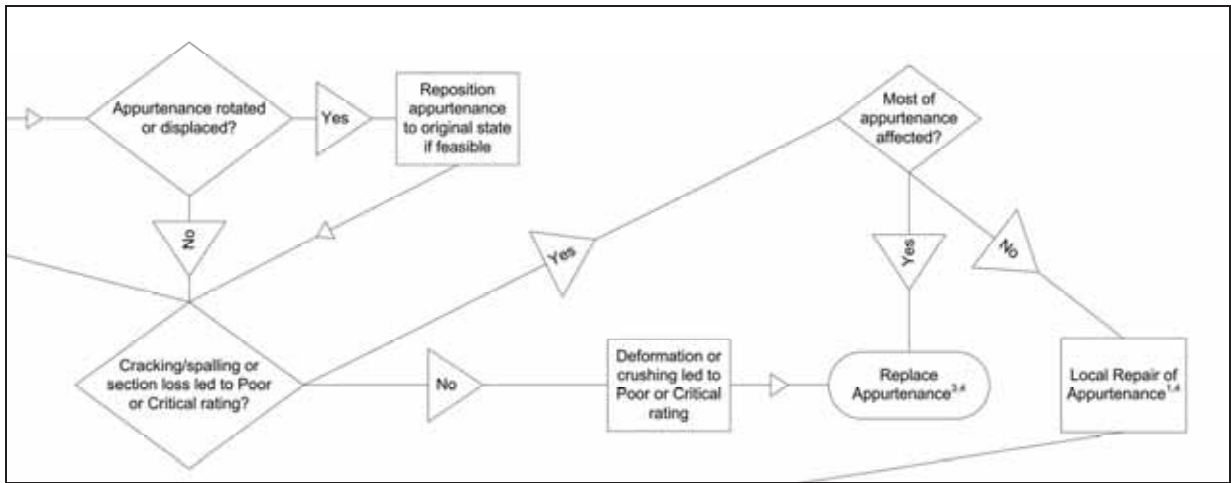 Appurtenance rotated
or displaced?
Yes
Reposition
appurtenance
to original state
if feasible
Most of
appurtenance
affected?
No
Yes
Yes
No
Cracking/spalling or
section loss led to Poor
or Critical rating?
No
Deformation or
crushing led to
Poor or Critical
rating
Replace
Appurtenance³,⁴
Local Repair of
Appurtenance¹,⁴